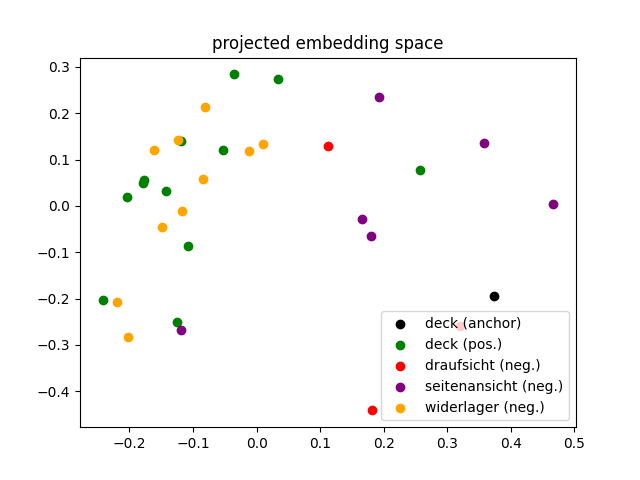 projected embedding space
0.3
0.2
0.1
0.0
−0.1
−0.2
−0.3
−0.4
deck (anchor)
deck (pos.)
draufsicht (neg.)
seitenansicht (neg.)
widerlager (neg.)
−0.2 −0.1 0.0 0.1 0.2 0.3 0.4 0.5